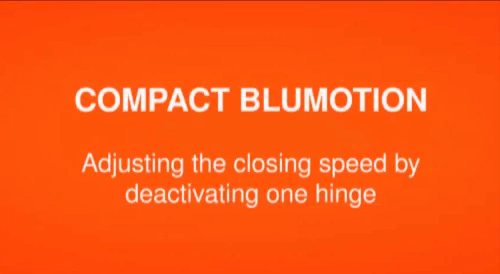 COMPACT BLUMOTION
Adjusting the closing speed by
deactivating one hinge